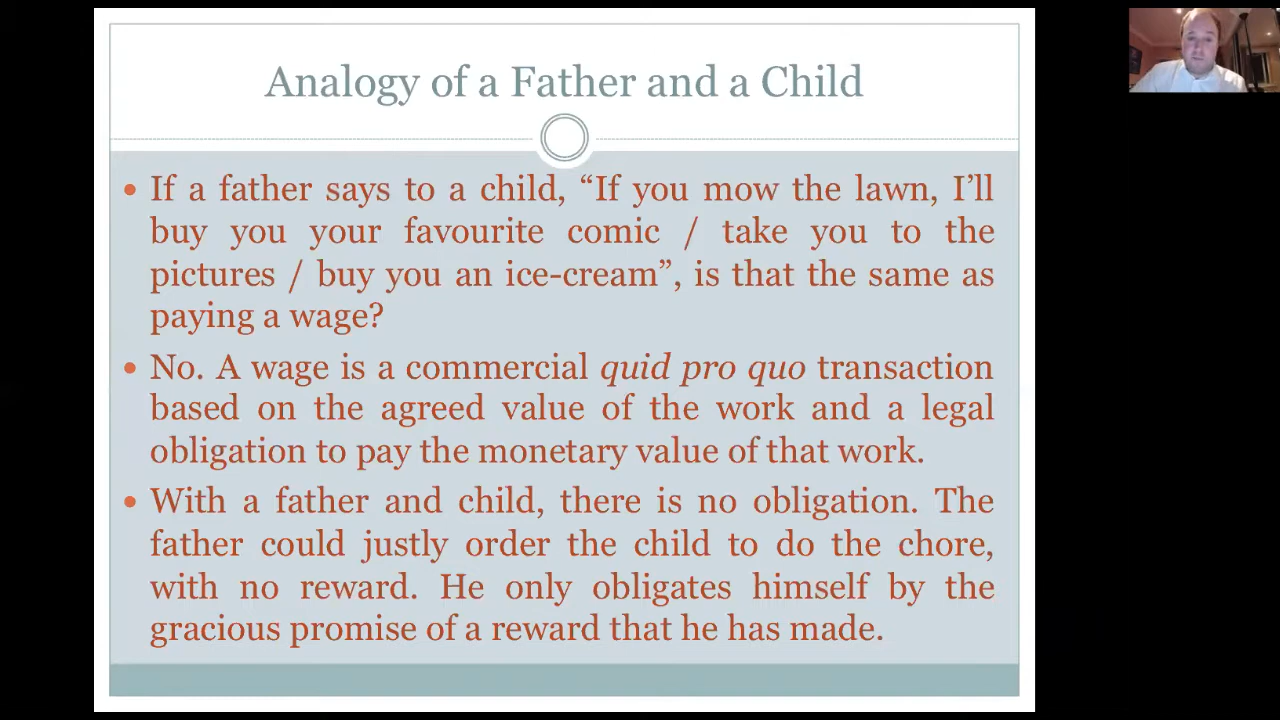 Analogy of a Father and a Child
• If a father says to a child, “If you mow the lawn, I’ll
buy you your favourite comic / take you to the
pictures / buy you an ice-cream”, is that the same as
paying a wage?
• No. A wage is a commercial quid pro quo transaction
based on the agreed value of the work and a legal
obligation to pay the monetary value of that work.
• With a father and child, there is no obligation. The
father could justly order the child to do the chore,
with no reward. He only obligates himself by the
gracious promise of a reward that he has made.